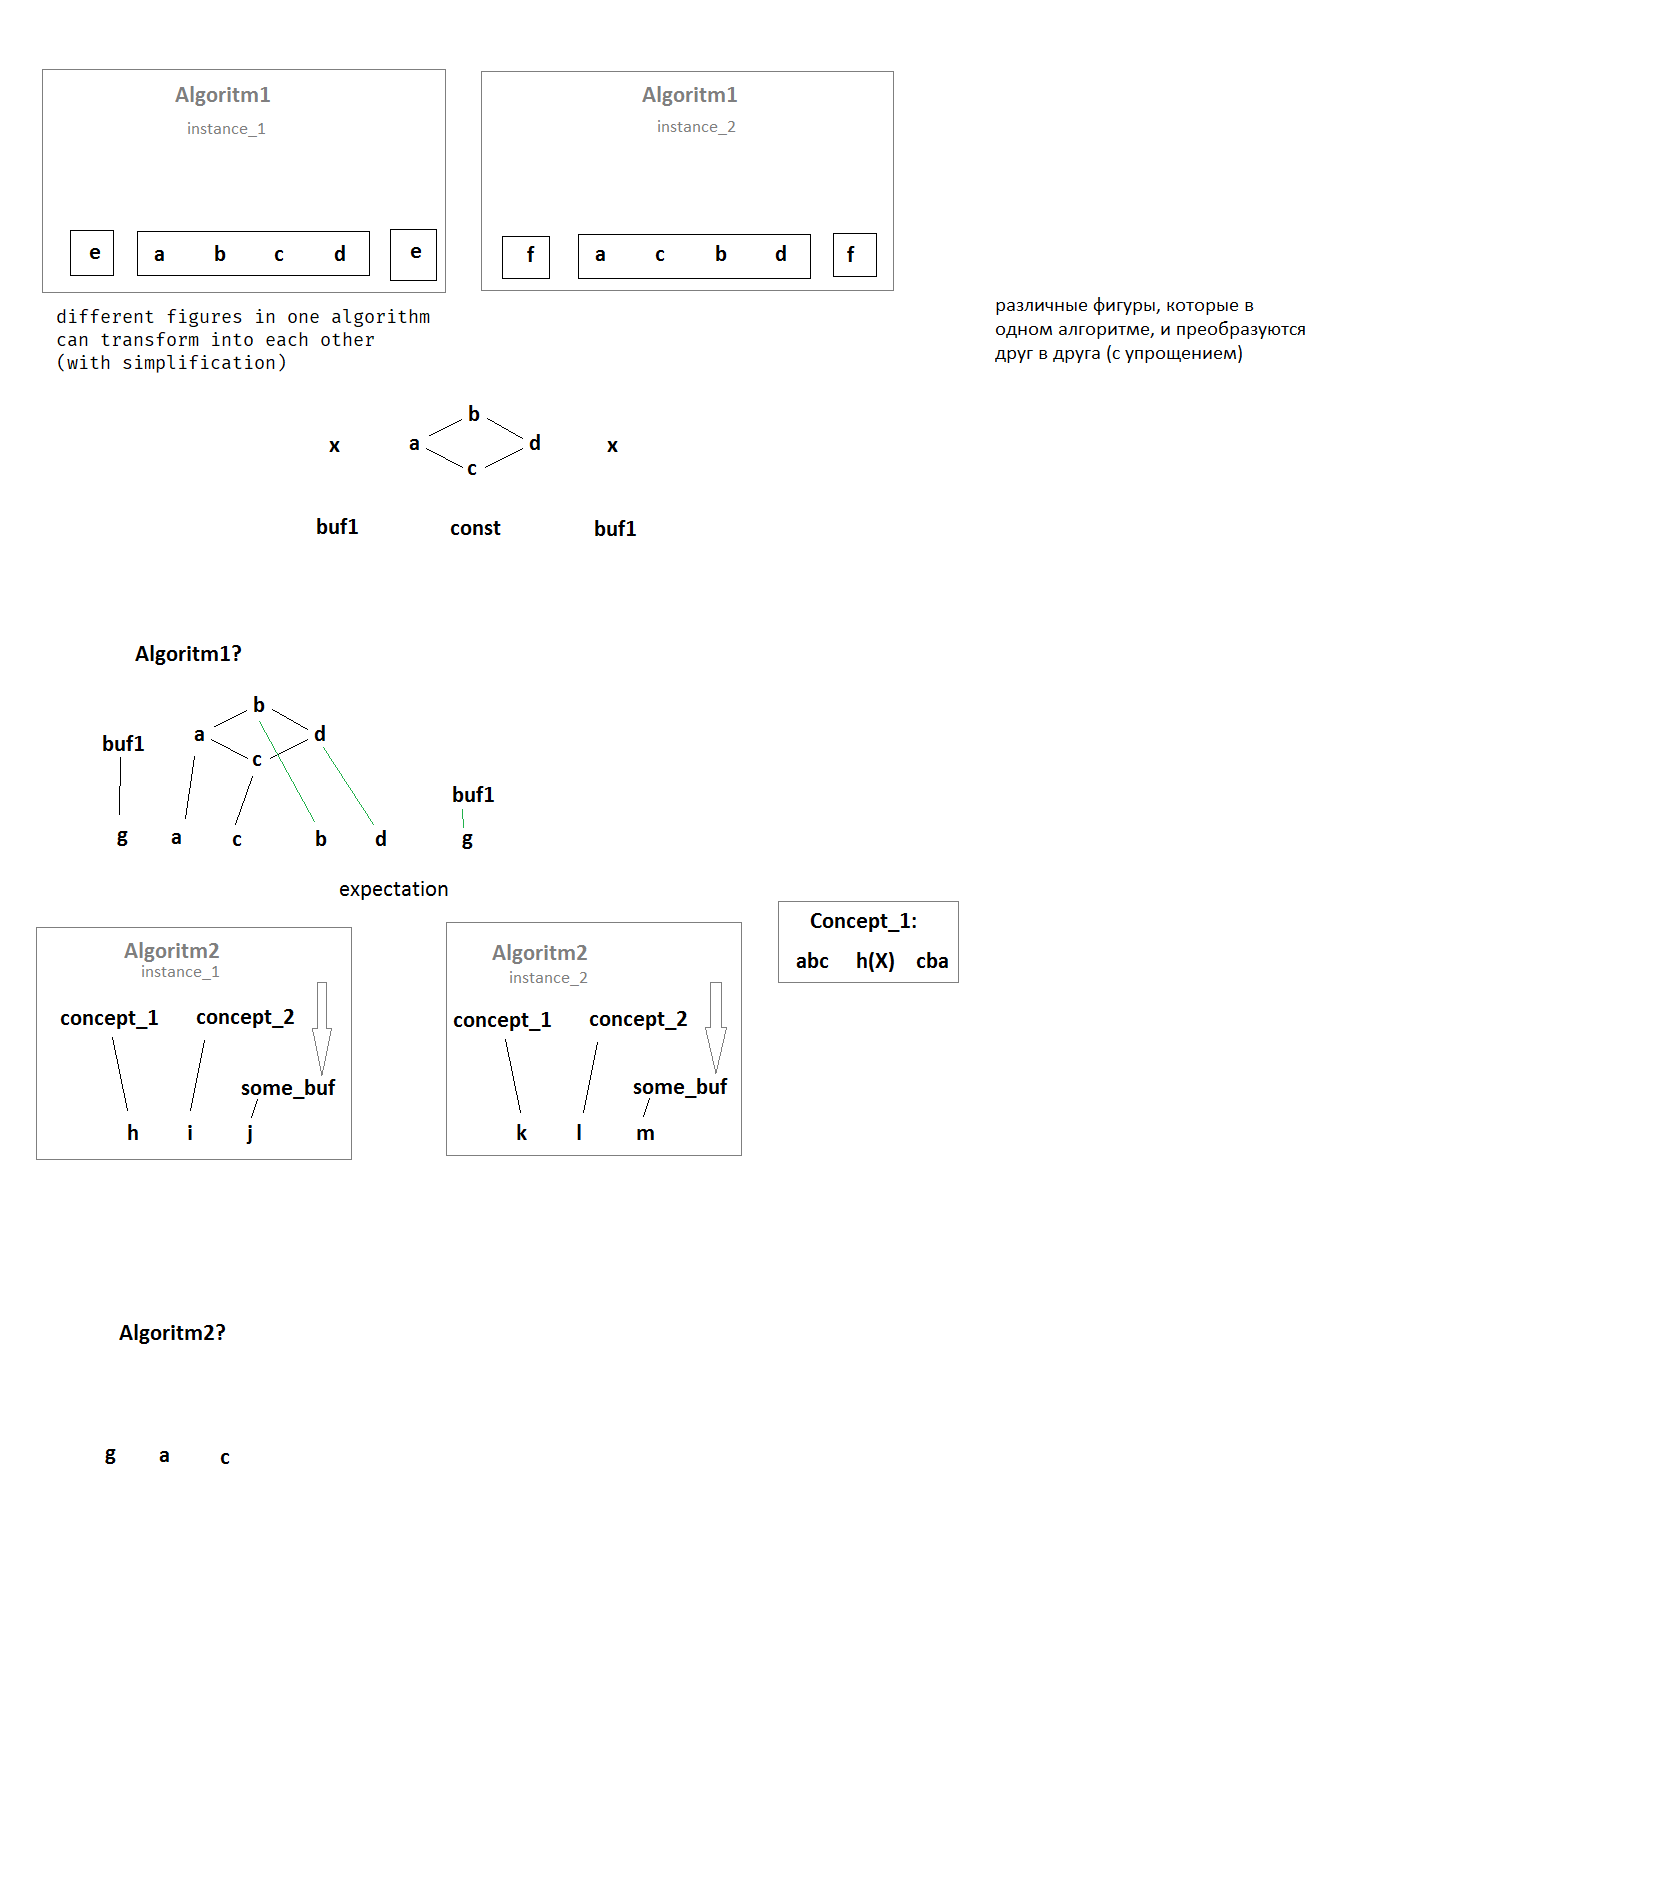 Algoritm1
instance_1
e a b c d e
Algoritm1
instance_2
f a c b d f
different figures in one algorithm
can transform into each other
(with simplification)
различные фигуры, которые в
одном алгоритме, и преобразуются
друг в друга (с упрощением)
b
x a d x
c
buf1 const buf1
Algoritm1?
b
buf1 a d
c
buf1
g a c b d g
expectation
Algoritm2
instance_1
concept_1 concept_2
some_buf
h i j
Algoritm2
instance_2
concept_1 concept_2
some_buf
k l m
Concept_1:
abc h(X) cba
Algoritm2?
g a c